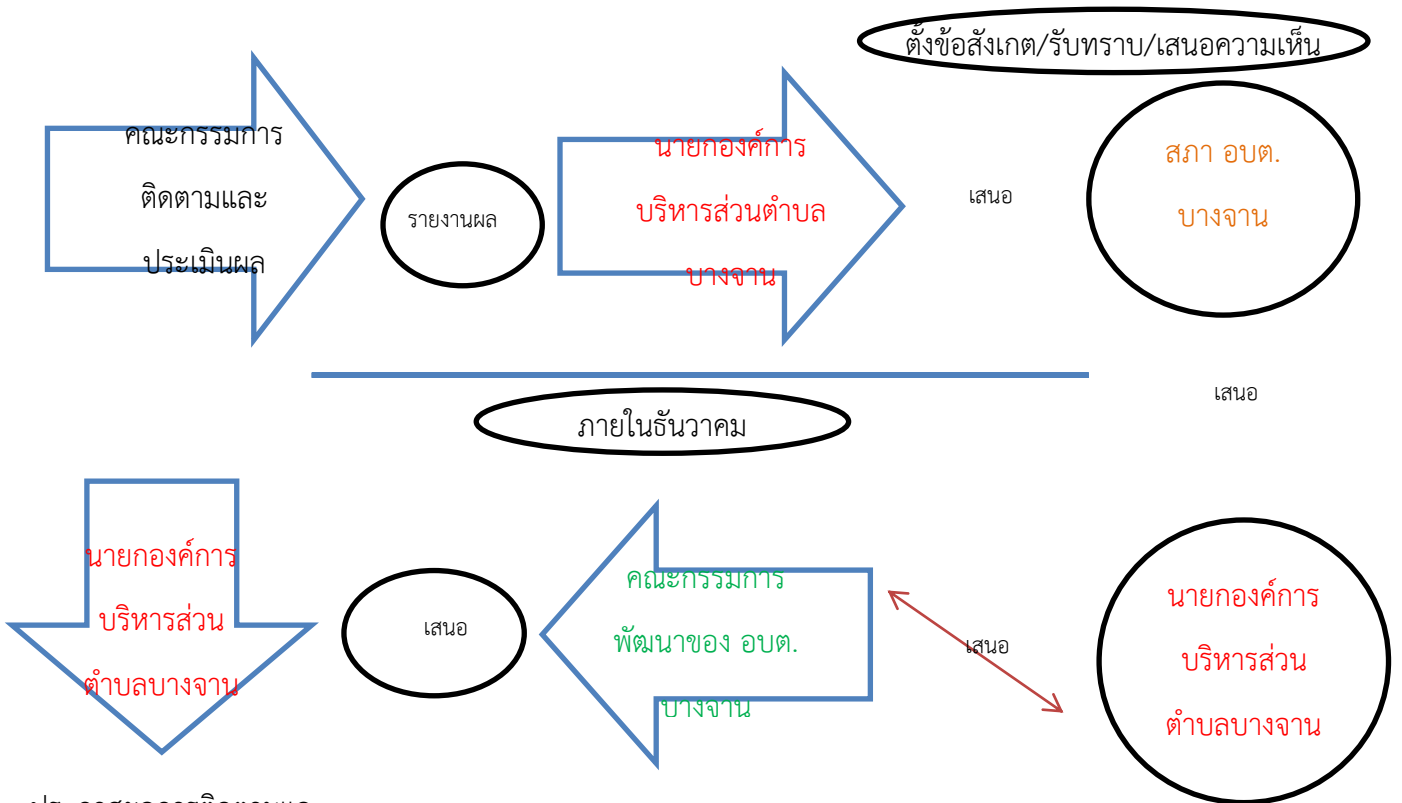 ตั้งข้อสังเกต/รับทราบ/เสนอความเห็น
คณะกรรมการ
ติดตามและ
ประเมินผล
รายงานผล
นายกองค์การ
บริหารส่วนตำบล
บางจาน
เสนอ
สภา อบต.
บางจาน
เสนอ
ภายในธันวาคม
นายกองค์การ
บริหารส่วน
ตำบลบางจาน
เสนอ
คณะกรรมการ
พัฒนาของ อบต.
บางจาน
เสนอ
นายกองค์การ
บริหารส่วน
ตำบลบางจาน